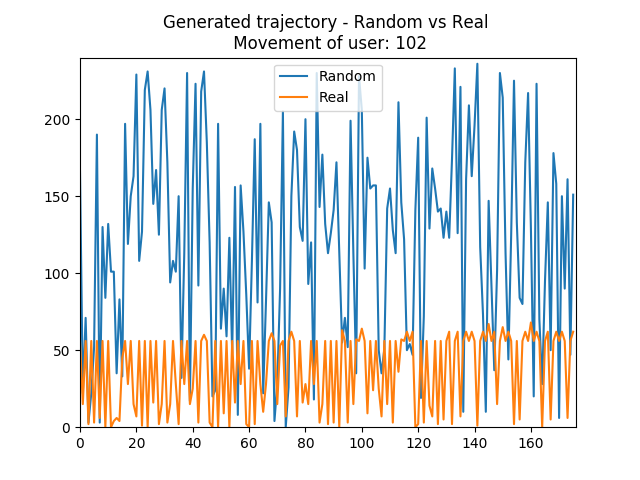 Generated trajectory - Random vs Real
Movement of user: 102
Random
Real
200
150
100
50
0
0 20 40 60 80 100 120 140 160